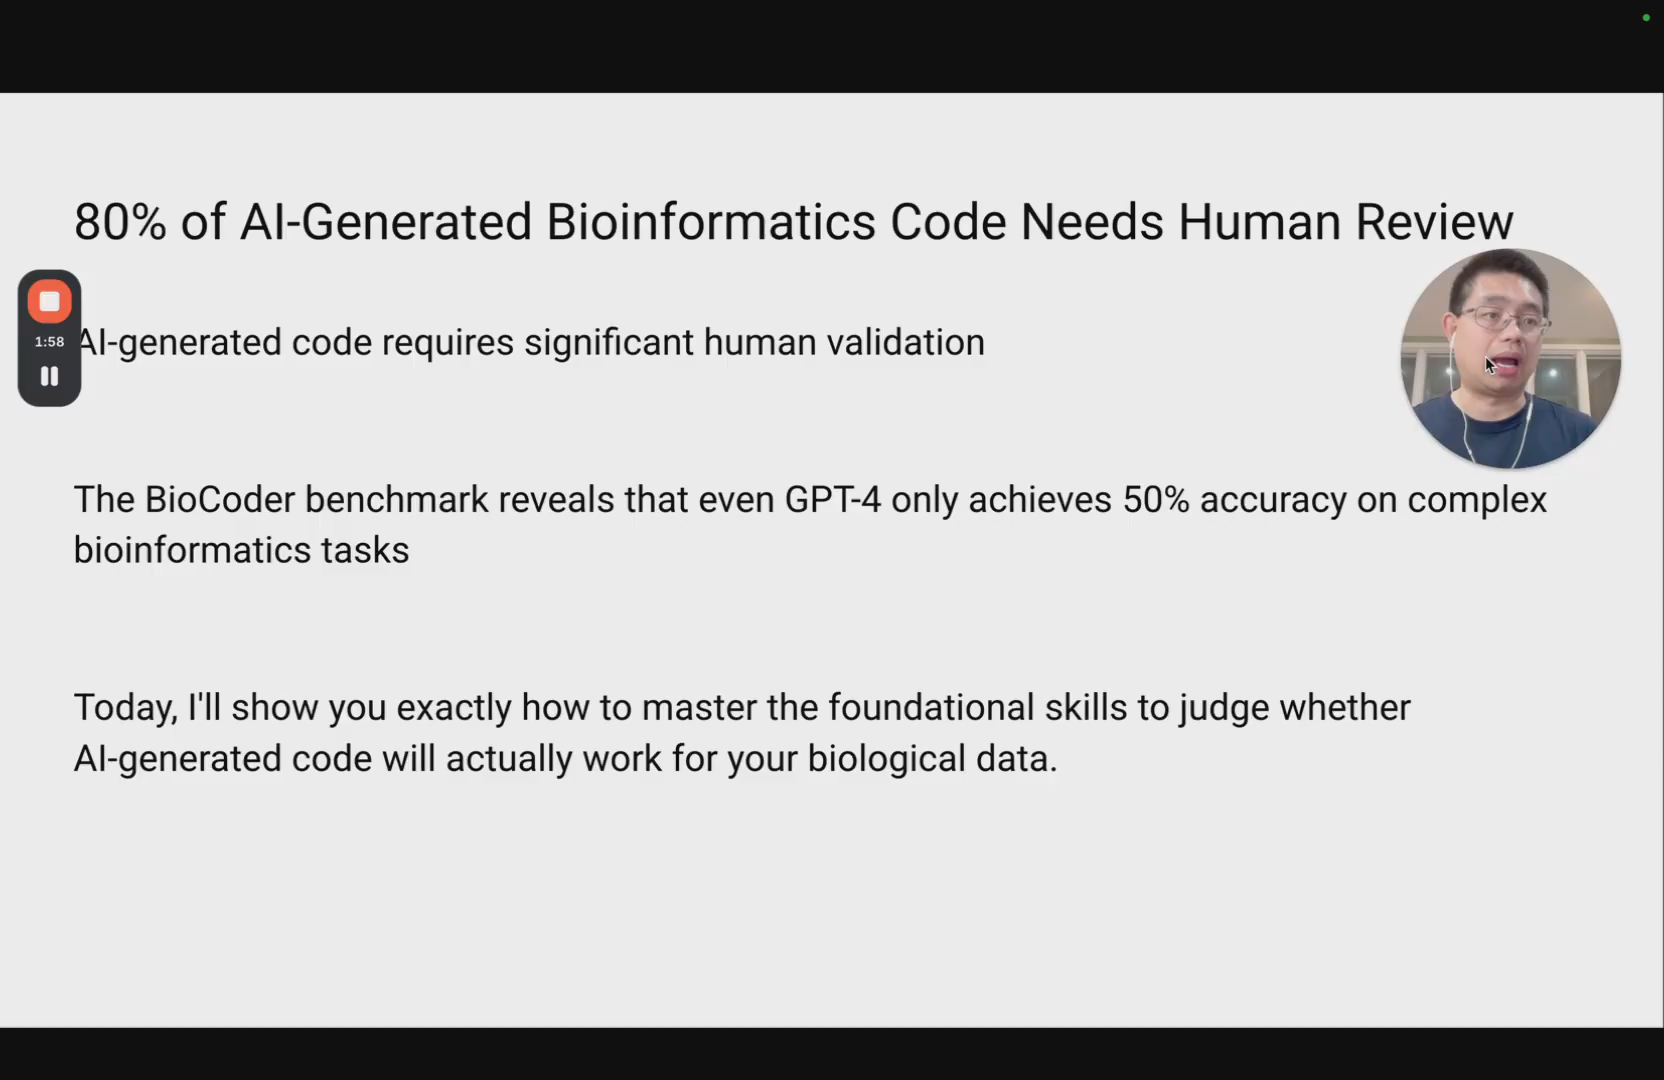 80% of AI-Generated Bioinformatics Code Needs Human Review
1:58
AI-generated code requires significant human validation
The BioCoder benchmark reveals that even GPT-4 only achieves 50% accuracy on complex
bioinformatics tasks
Today, I'll show you exactly how to master the foundational skills to judge whether
AI-generated code will actually work for your biological data.